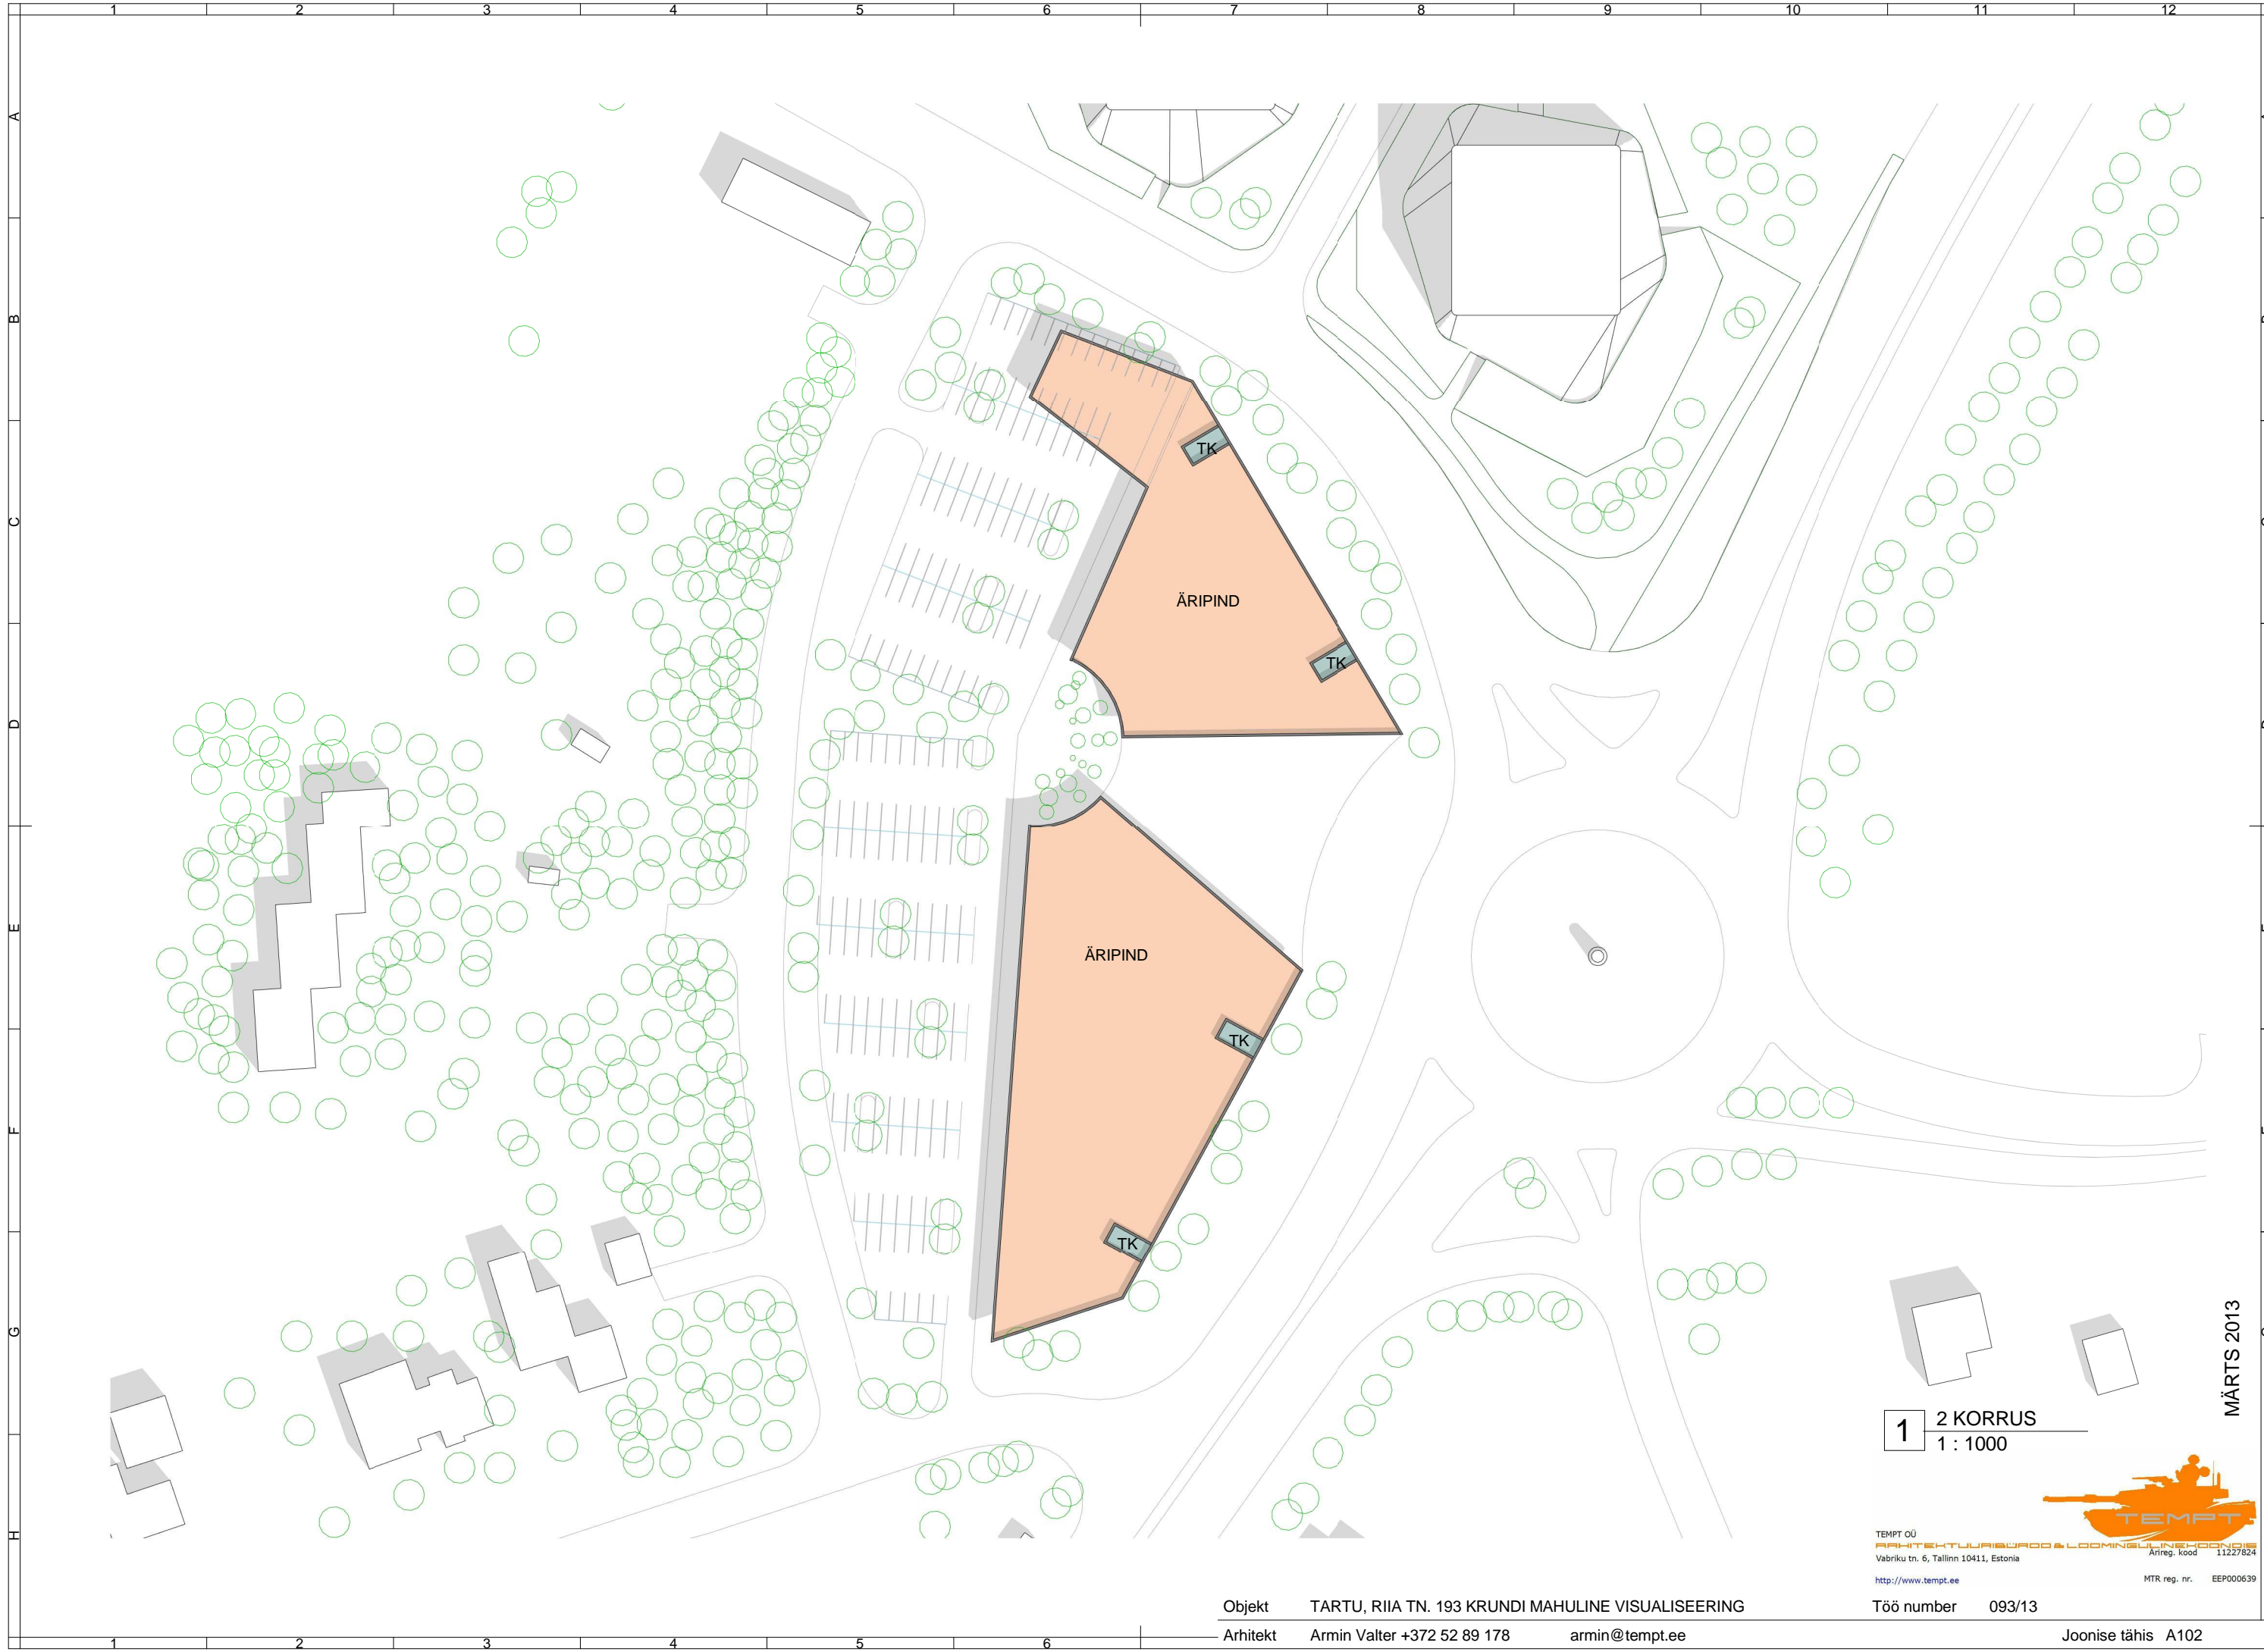 1 2 3 4 5 6 7 8 9 10 11 12
A
B
C
D
E
F
G
H
TK
ÄRIPIND
TK
ÄRIPIND
TK
TK
MÄRTS 2013
1 2 KORRUS
1 : 1000
TEMPT
TEMPT OÜ
ARHITEKTUURIBÜROO & LOOMINGULINEKOONDIS
Vabriku tn. 6, Tallinn 10411, Estonia
Ärireg. kood 11227824
http://www.tempt.ee
MTR reg. nr. EEP000639
Objekt TARTU, RIIA TN. 193 KRUNDI MAHULINE VISUALISEERING Töö number 093/13
Arhitekt Armin Valter +372 52 89 178 armin@tempt.ee Joonise tähis A102
1 2 3 4 5 6